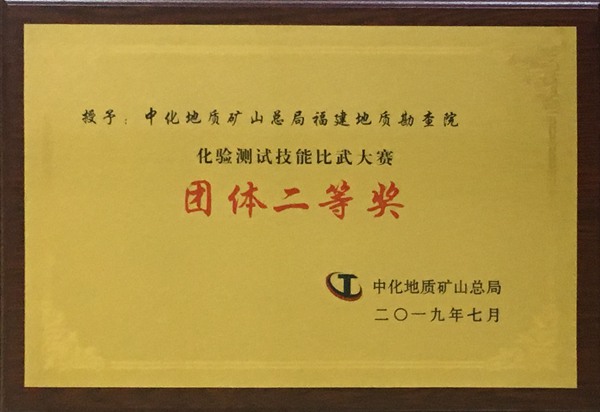 授予：中化地质矿山总局福建地质勘查院
化验测试技能比武大赛
团体二等奖
中化地质矿山总局
二〇一九年七月